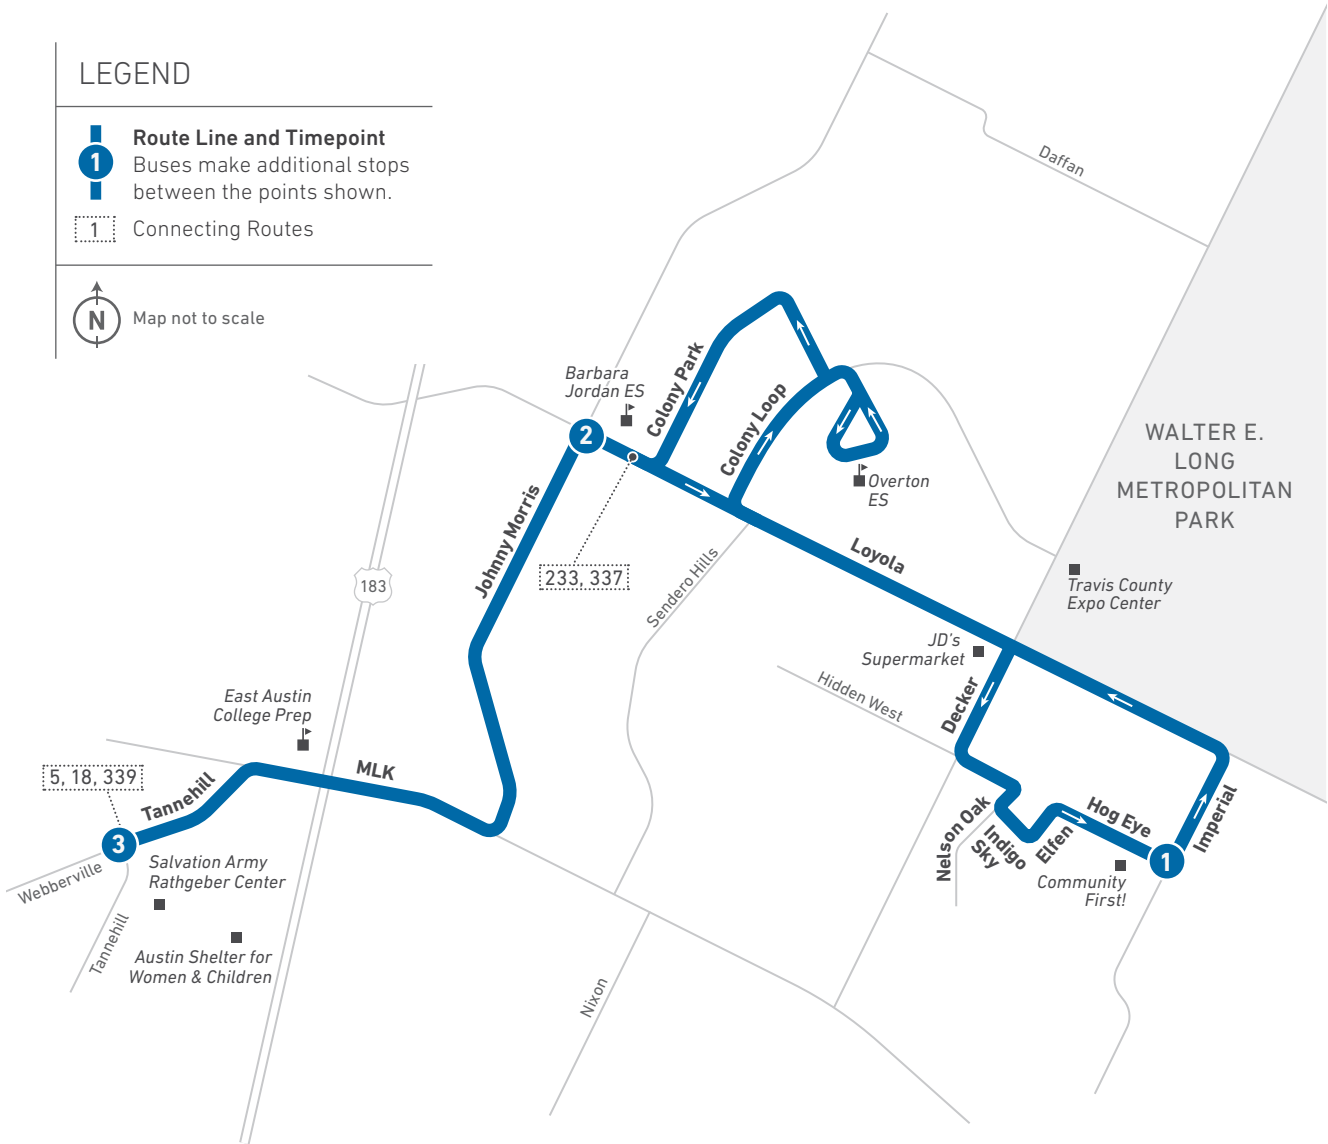 LEGEND
1
Route Line and Timepoint
Buses make additional stops
between the points shown.
1
Connecting Routes
N
Map not to scale
Daffan
Barbara
Jordan ES
Colony Park
Colony Loop
2
Overton
ES
WALTER E.
LONG
METROPOLITAN
PARK
Johnny Morris
233, 337
Sendero Hills
Loyola
183
Travis County
Expo Center
JD's
Supermarket
Hidden West
Decker
East Austin
College Prep
5, 18, 339
Tannehill
MLK
3
Webberville
Tannehill
Salvation Army
Rathgeber Center
Austin Shelter for
Women & Children
Nelson Oak
Indigo
Sky
Elfen
Hog Eye
Imperial
1
Community
First!
Nixon